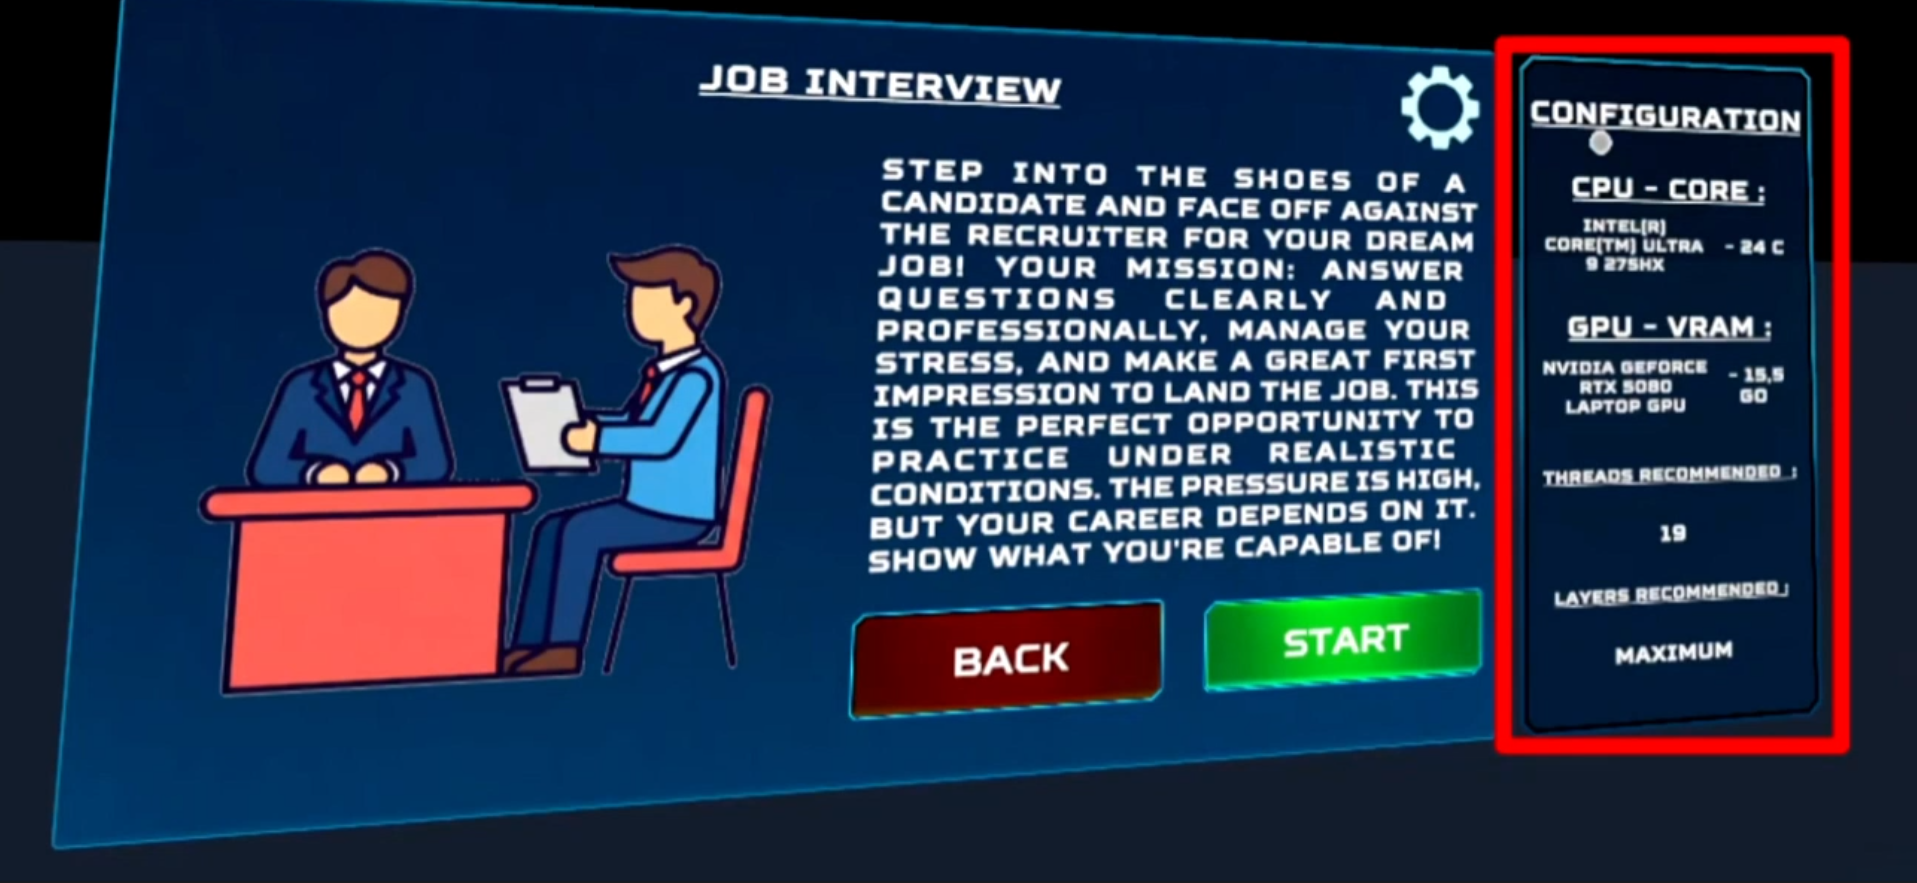 JOB INTERVIEW
STEP INTO THE SHOES OF A
CANDIDATE AND FACE OFF AGAINST
THE RECRUITER FOR YOUR DREAM
JOB! YOUR MISSION: ANSWER
QUESTIONS CLEARLY AND
PROFESSIONALLY, MANAGE YOUR
STRESS, AND MAKE A GREAT FIRST
IMPRESSION TO LAND THE JOB. THIS
IS THE PERFECT OPPORTUNITY TO
PRACTICE UNDER REALISTIC
CONDITIONS. THE PRESSURE IS HIGH,
BUT YOUR CAREER DEPENDS ON IT.
SHOW WHAT YOU'RE CAPABLE OF!
BACK
START
CONFIGURATION
CPU - CORE :
INTEL(R)
CORE(TM) ULTRA - 24 C
9 275HX
GPU - VRAM :
NVIDIA GEFORCE - 15,5
RTX 5080 GO
LAPTOP GPU
THREADS RECOMMENDED :
19
LAYERS RECOMMENDED :
MAXIMUM